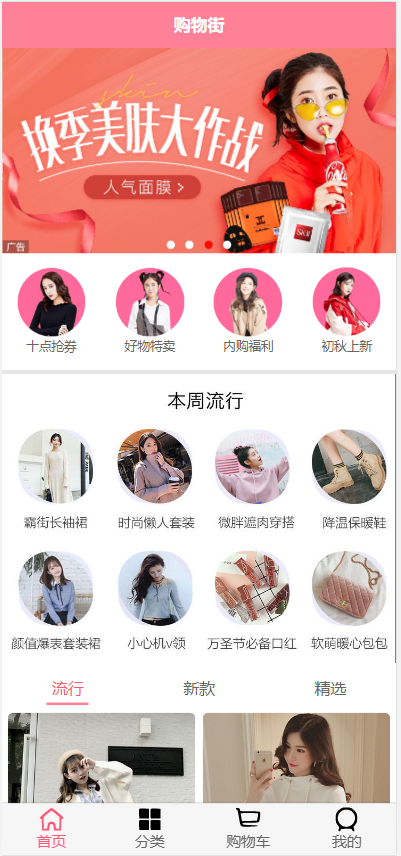 购物街
skin
换季美肤大作战
人气面膜 >
SK-II
广告
十点抢券 好物特卖 内购福利 初秋上新
本周流行
霸街长袖裙 时尚懒人套装 微胖遮肉穿搭 降温保暖鞋
颜值爆表套装裙 小心机v领 万圣节必备口红 软萌暖心包包
流行 新款 精选
首页 分类 购物车 我的